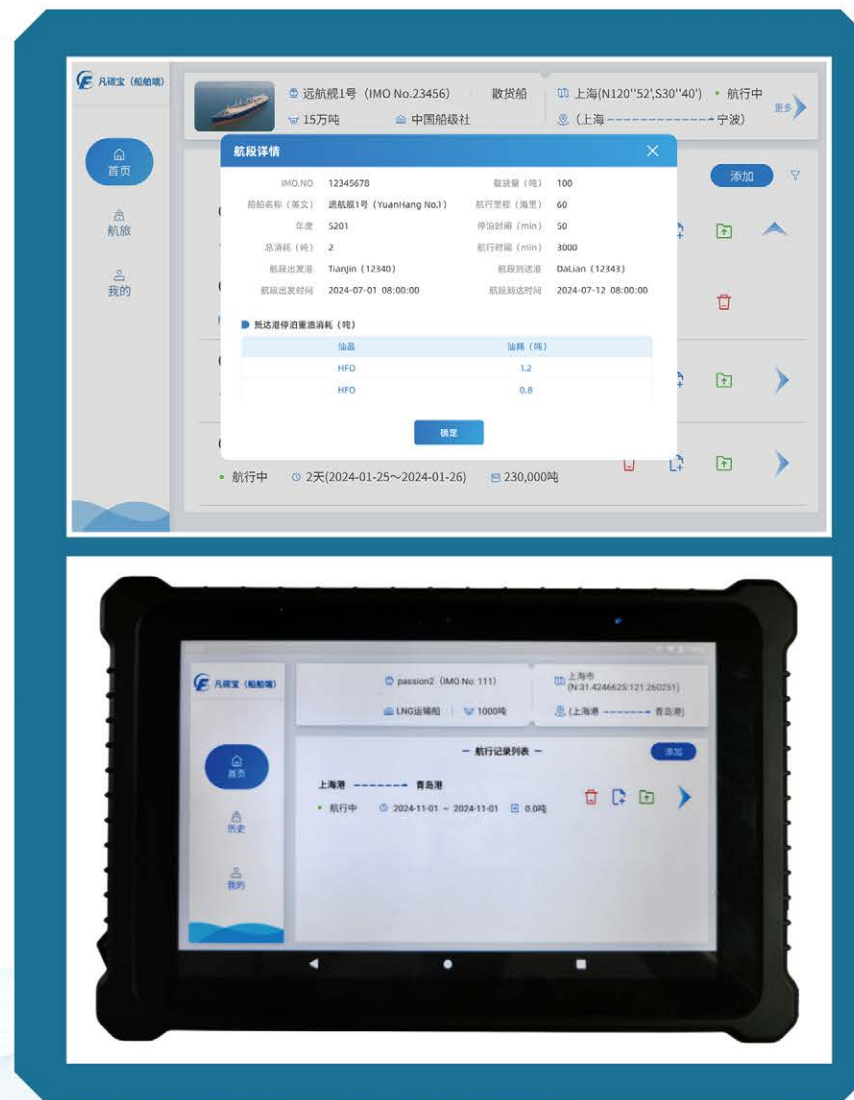 凡碳宝（船舶端）
远航舰1号（IMO No.23456） 散货船
15万吨 中国船级社
上海(N120''52',S30''40') • 航行中
（上海 -------------- 宁波）
更多
首页
航旅
我的
添加
航段详情
IMO.NO 12345678 载货量（吨） 100
船舶名称（英文） 远航舰1号（YuanHang No.1） 航行里程（海里） 60
年度 5201 停泊时间（min） 50
总消耗（吨） 2 航行时间（min） 3000
航段出发港 TianJin（12340） 航段到达港 DaLian（12343）
航段出发时间 2024-07-01 08:00:00 航段到达时间 2024-07-12 08:00:00
抵达港停泊重油消耗（吨）
油品 油耗（吨）
HFO 1.2
HFO 0.8
确定
• 航行中 2天(2024-01-25～2024-01-26) 230,000吨
凡碳宝（船舶端）
passion2（IMO No: 111）
LNG运输船 1000吨
上海市
(N:31.424662S:121.260251)
(上海港 -------- 青岛港)
首页
历史
我的
— 航行记录列表 —
添加
上海港 ------- 青岛港
• 航行中 2024-11-01 ~ 2024-11-01 0.0吨